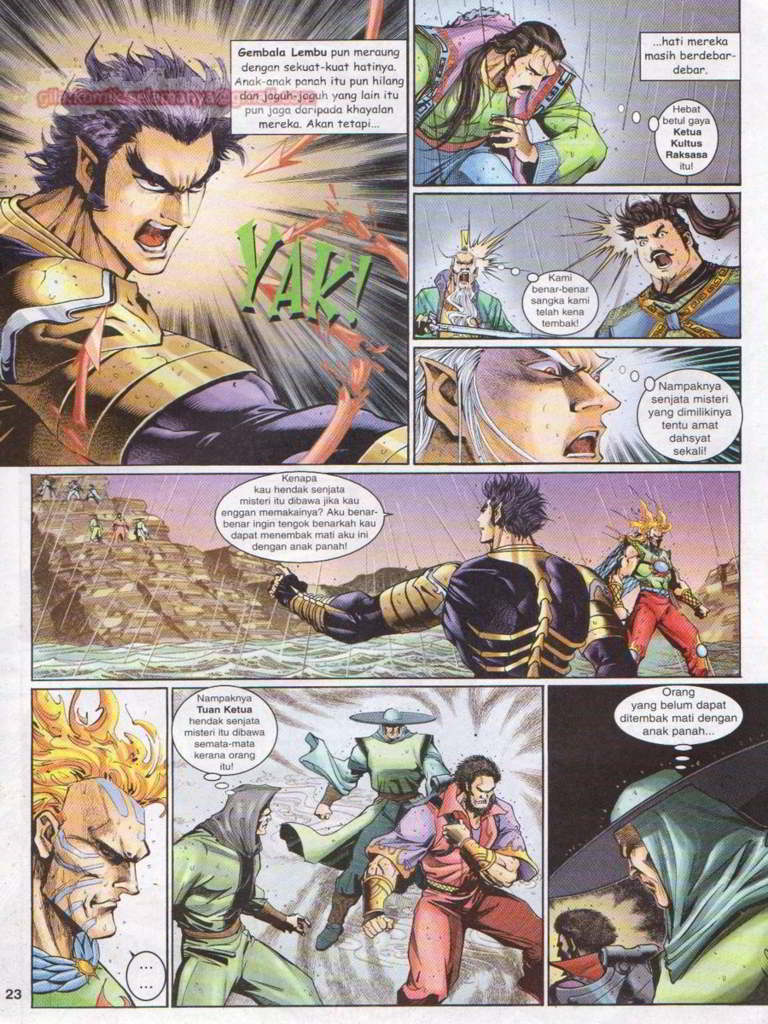 Gembala Lembu pun meraung
dengan sekuat-kuat hatinya.
Anak-anak panah itu pun hilang
dan jaguh-jaguh yang lain itu
pun jaga daripada khayalan
mereka. Akan tetapi...
YAK!
...hati mereka
masih berdebar-
debar.
Hebat
betul gaya
Ketua
Kultus
Raksasa
itu!
Kami
benar-benar
sangka kami
telah kena
tembak!
Nampaknya
senjata misteri
yang dimilikinya
tentu amat
dahsyat
sekali!
Kenapa
kau hendak senjata
misteri itu dibawa jika kau
enggan memakainya? Aku benar-
benar ingin tengok benarkah kau
dapat menembak mati aku ini
dengan anak panah!
...
...
Nampaknya
Tuan Ketua
hendak senjata
misteri itu dibawa
semata-mata
kerana orang
itu!
Orang
yang belum dapat
ditembak mati dengan
anak panah...
23